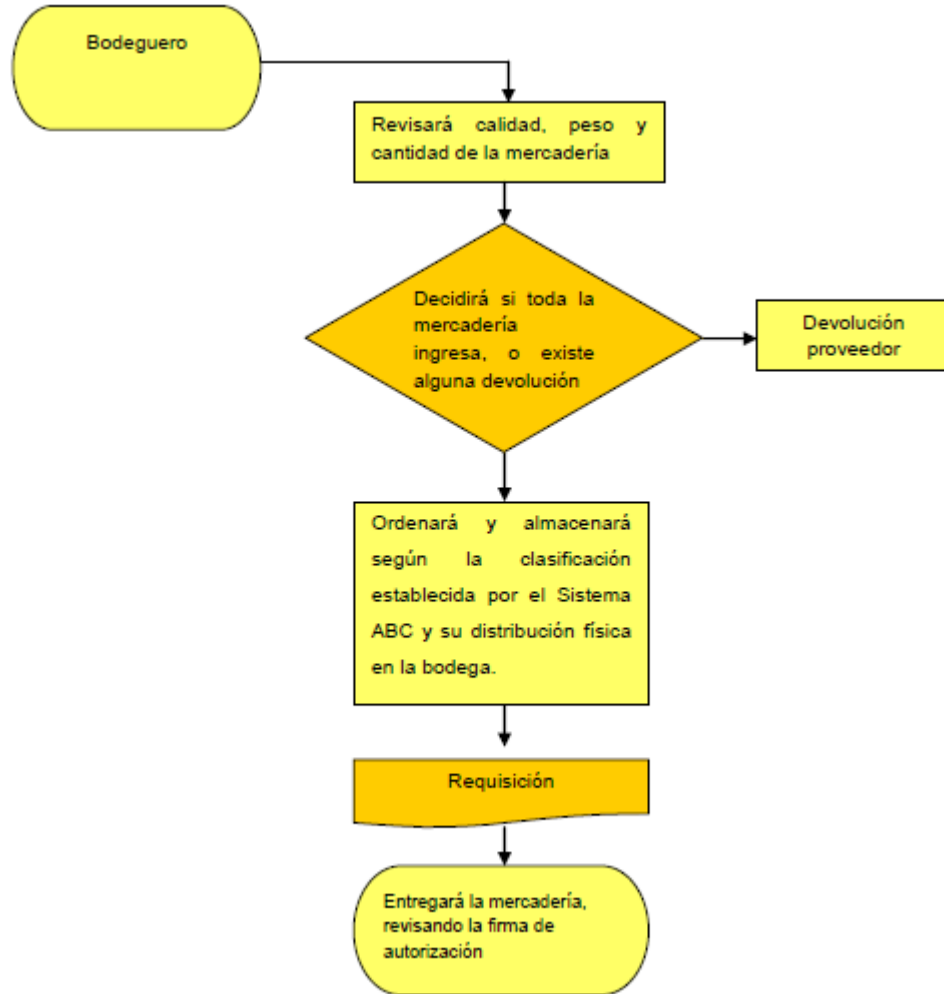 Bodeguero
Revisará calidad, peso y
cantidad de la mercadería
Decidirá si toda la
mercadería
ingresa, o existe
alguna devolución
Devolución
proveedor
Ordenará y almacenará
según la clasificación
establecida por el Sistema
ABC y su distribución física
en la bodega.
Requisición
Entregará la mercadería,
revisando la firma de
autorización